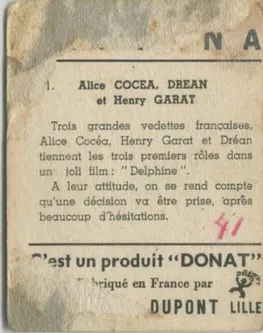 N A
1. Alice COCEA, DREAN
et Henry GARAT
Trois grandes vedettes françaises,
Alice Cocéa, Henry Garat et Dréan
tiennent les trois premiers rôles dans
un joli film : " Delphine ".
A leur attitude, on se rend compte
qu'une décision va être prise, après
beaucoup d'hésitations.
41
C'est un produit "DONAT"
Fabriqué en France par
DUPONT LILLE